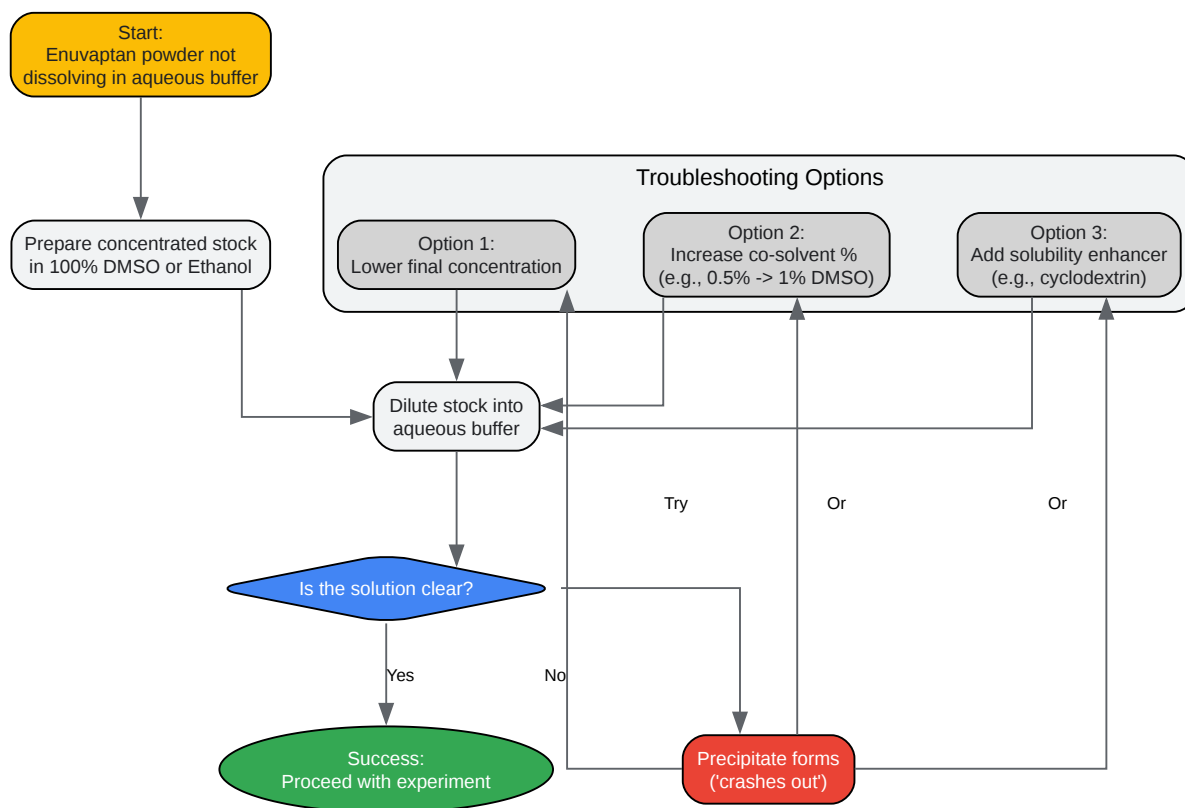 Start:
Enuvaptan powder not
dissolving in aqueous buffer
Troubleshooting Options
Prepare concentrated stock
in 100% DMSO or Ethanol
Option 1:
Lower final concentration
Option 2:
Increase co-solvent %
(e.g., 0.5% -> 1% DMSO)
Option 3:
Add solubility enhancer
(e.g., cyclodextrin)
Dilute stock into
aqueous buffer
Try
Or
Or
Is the solution clear?
Yes
No
Success:
Proceed with experiment
Precipitate forms
('crashes out')